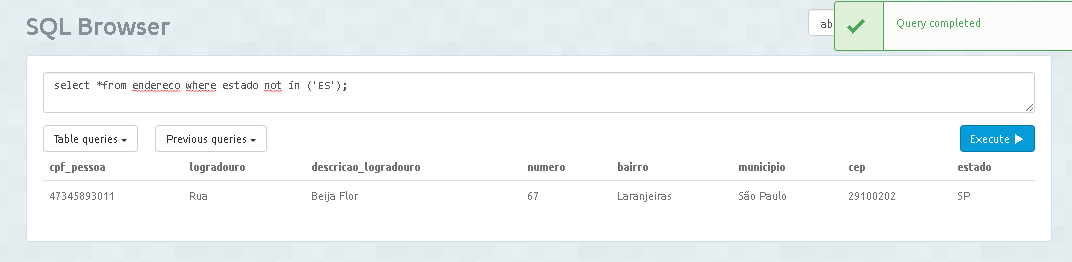 SQL Browser
ab
Query completed
select *from endereco where estado not in ('ES');
Table queries
Previous queries
Execute
cpf_pessoa logradouro descricao_logradouro numero bairro municipio cep estado
47345893011 Rua Beija Flor 67 Laranjeiras São Paulo 29100202 SP